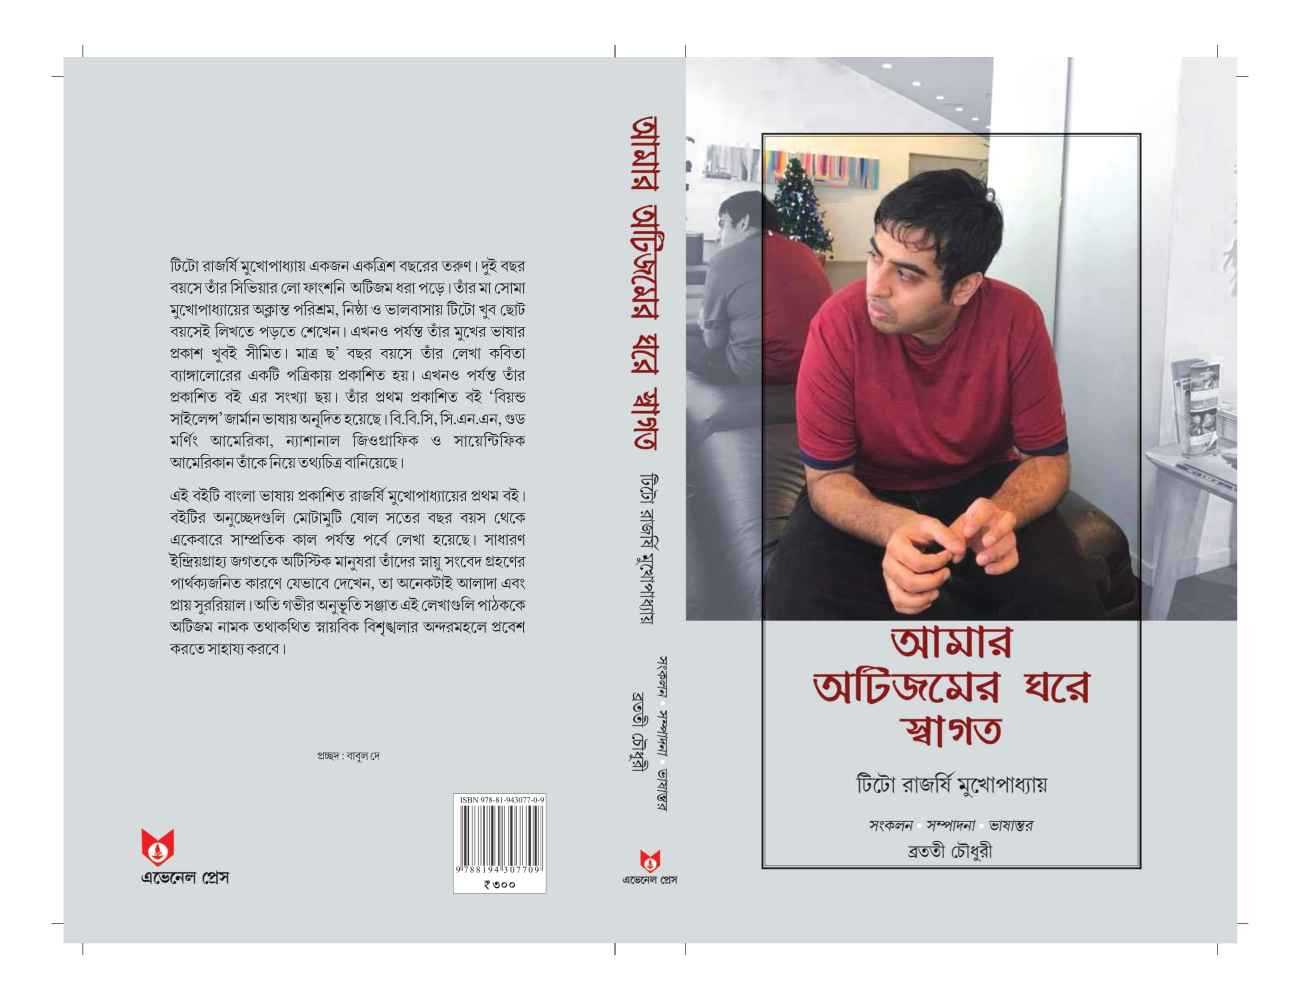 টিটো রাজর্ষি মুখোপাধ্যায় একজন একত্রিশ বছরের তরুণ। দুই বছর
বয়সে তাঁর সিভিয়ার লো ফাংশনি অটিজম ধরা পড়ে। তাঁর মা সোমা
মুখোপাধ্যায়ের অক্লান্ত পরিশ্রম, নিষ্ঠা ও ভালবাসায় টিটো খুব ছোট
বয়সেই লিখতে পড়তে শেখেন। এখনও পর্যন্ত তাঁর মুখের ভাষার
প্রকাশ খুবই সীমিত। মাত্র ছ’ বছর বয়সে তাঁর লেখা কবিতা
ব্যাঙ্গালোরের একটি পত্রিকায় প্রকাশিত হয়। এখনও পর্যন্ত তাঁর
প্রকাশিত বই এর সংখ্যা ছয়। তাঁর প্রথম প্রকাশিত বই ‘বিয়ন্ড
সাইলেন্স’ জার্মান ভাষায় অনূদিত হয়েছে। বি.বি.সি, সি.এন.এন, গুড
মর্ণিং আমেরিকা, ন্যাশানাল জিওগ্রাফিক ও সায়েন্টিফিক
আমেরিকান তাঁকে নিয়ে তথ্যচিত্র বানিয়েছে।
এই বইটি বাংলা ভাষায় প্রকাশিত রাজর্ষি মুখোপাধ্যায়ের প্রথম বই।
বইটির অনুচ্ছেদগুলি মোটামুটি ষোল সতের বছর বয়স থেকে
একেবারে সাম্প্রতিক কাল পর্যন্ত পর্বে লেখা হয়েছে। সাধারণ
ইন্দ্রিয়গ্রাহ্য জগতকে অটিস্টিক মানুষরা তাঁদের স্নায়ু সংবেদ গ্রহণের
পার্থক্যজনিত কারণে যেভাবে দেখেন, তা অনেকটাই আলাদা এবং
প্রায় সুররিয়াল। অতি গভীর অনুভূতি সঞ্জাত এই লেখাগুলি পাঠককে
অটিজম নামক তথাকথিত স্নায়বিক বিশৃঙ্খলার অন্দরমহলে প্রবেশ
করতে সাহায্য করবে।
প্রচ্ছদ : বাবুল দে
এভেনেল প্রেস
ISBN 978-81-943077-0-9
9 788194 307709
₹ ৩০০
আমার অটিজমের ঘরে স্বাগত
টিটো রাজর্ষি মুখোপাধ্যায়
সংকলন • সম্পাদনা • ভাষান্তর
ব্রততী চৌধুরী
এভেনেল প্রেস
আমার
অটিজমের ঘরে
স্বাগত
টিটো রাজর্ষি মুখোপাধ্যায়
সংকলন • সম্পাদনা • ভাষান্তর
ব্রততী চৌধুরী